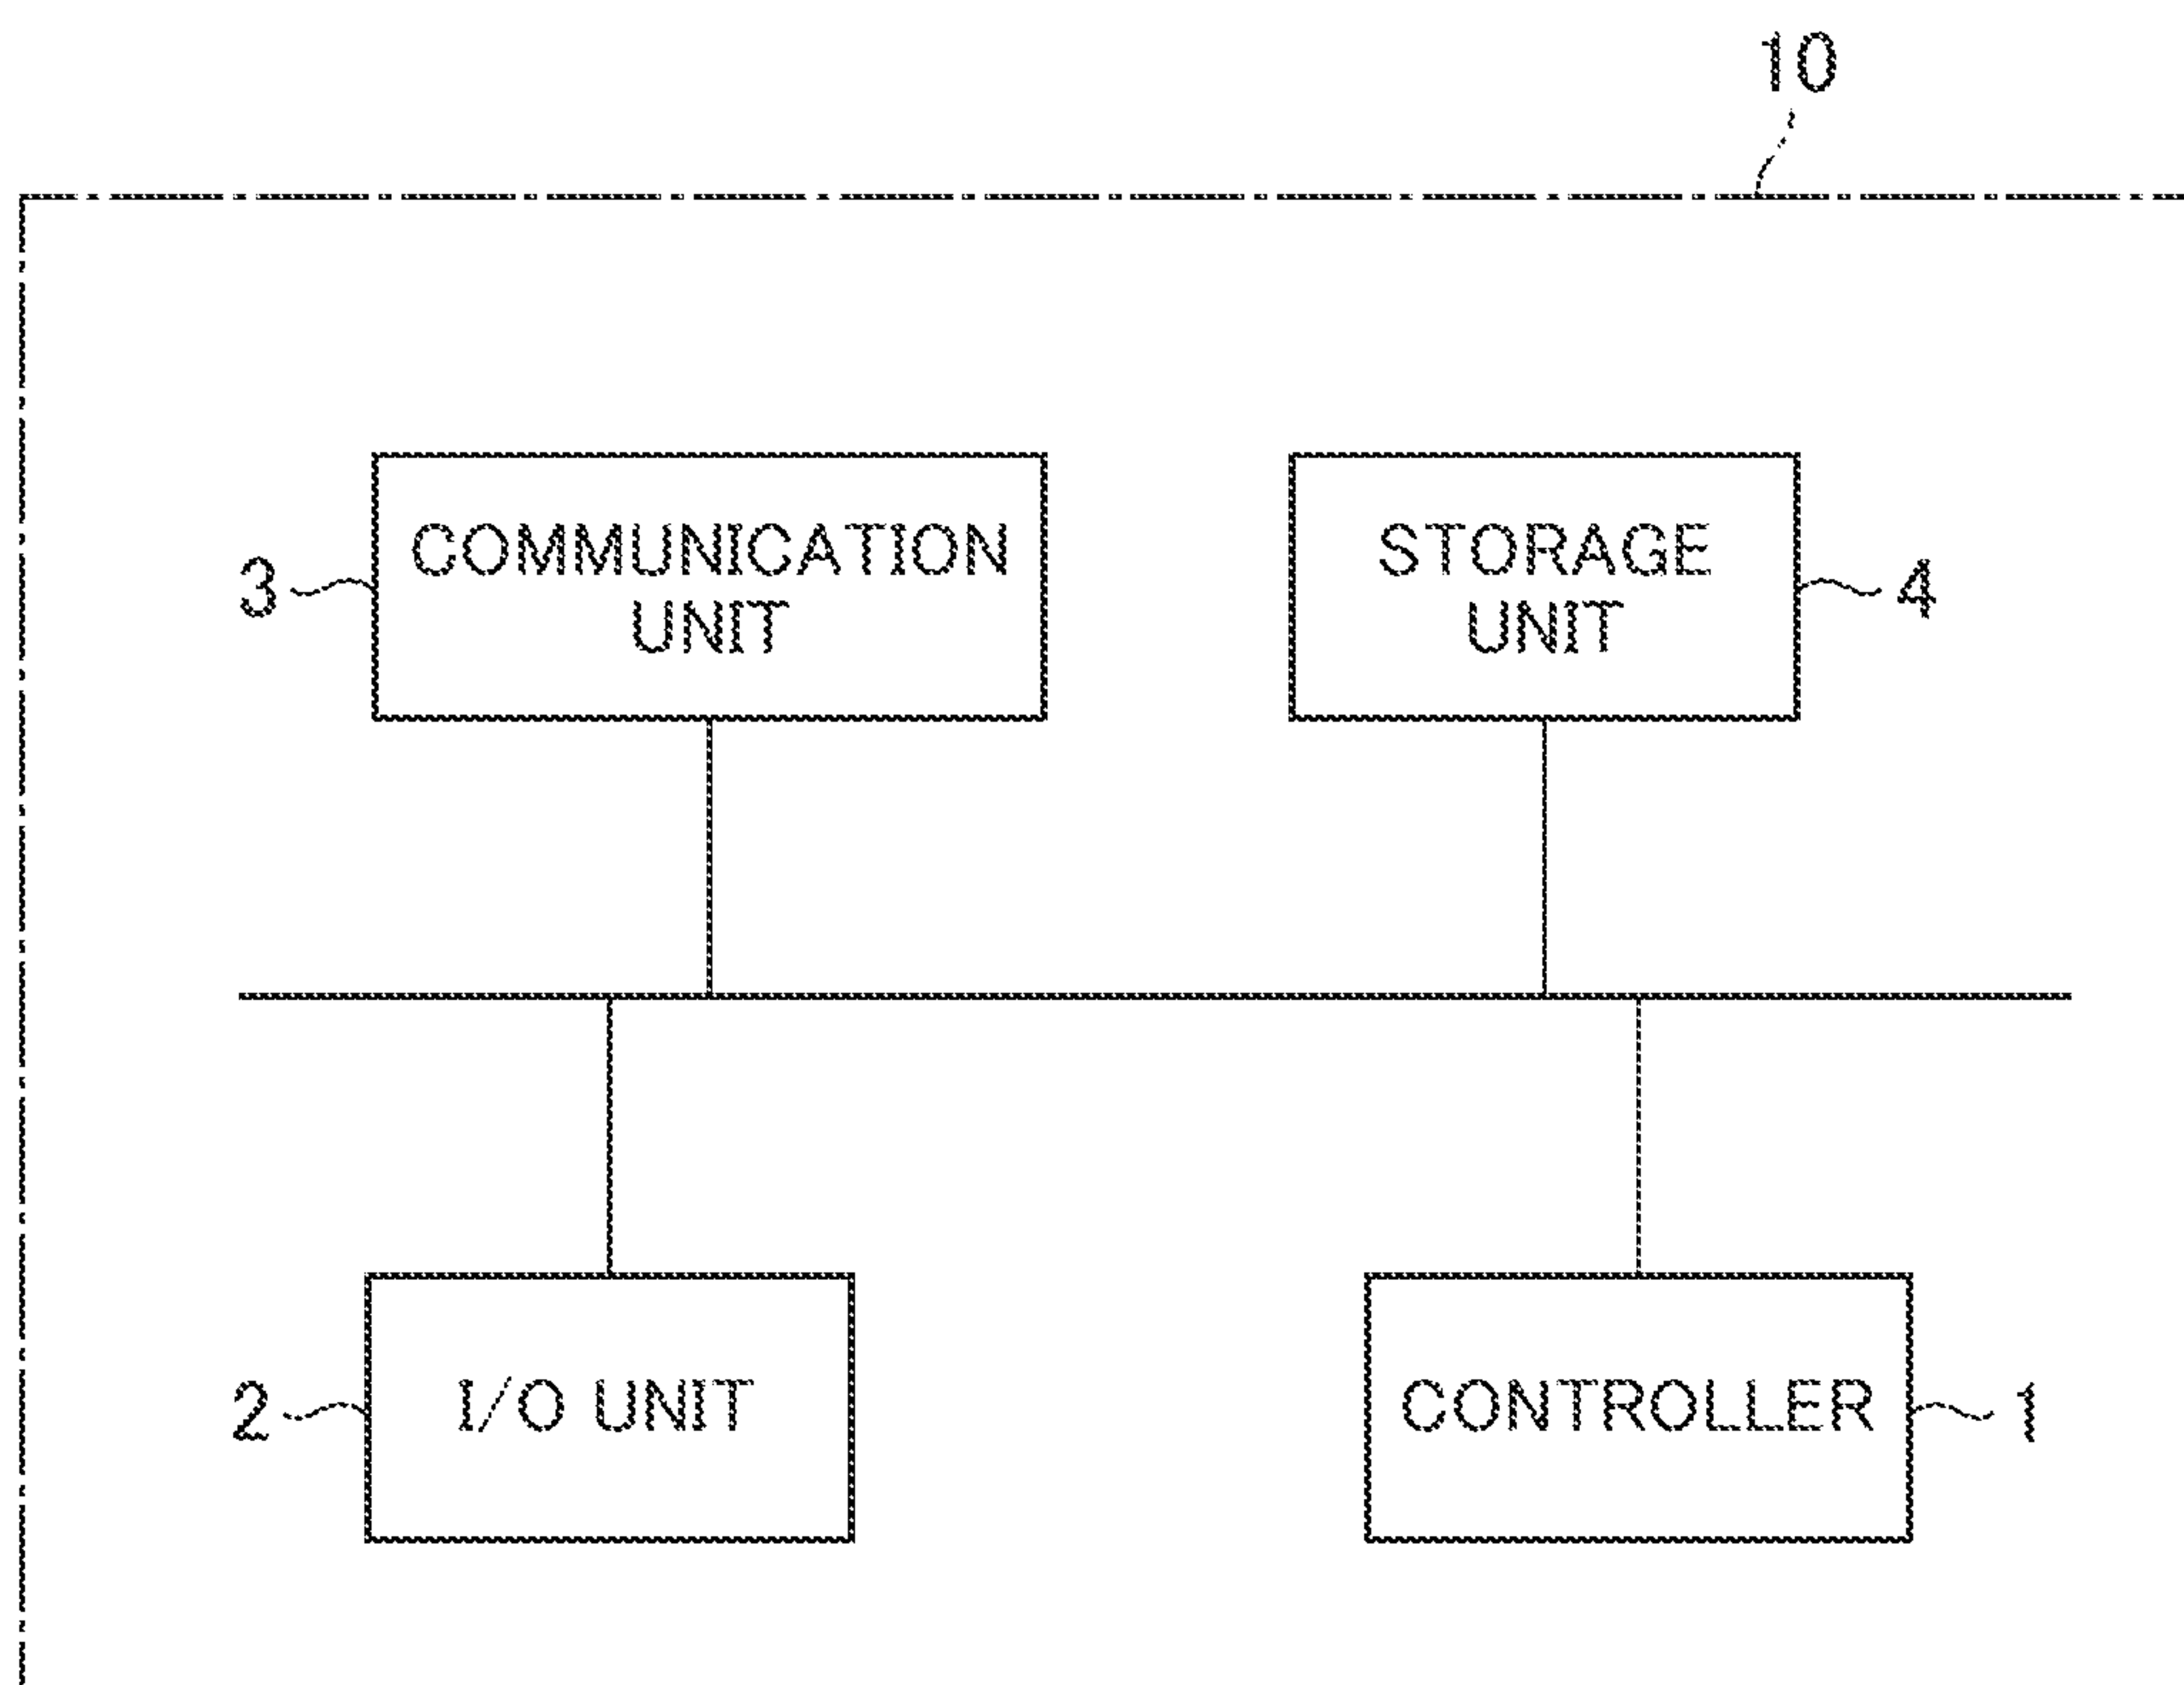 10
COMMUNICATION
UNIT
3
STORAGE
UNIT
4
I/O UNIT
2
CONTROLLER
1